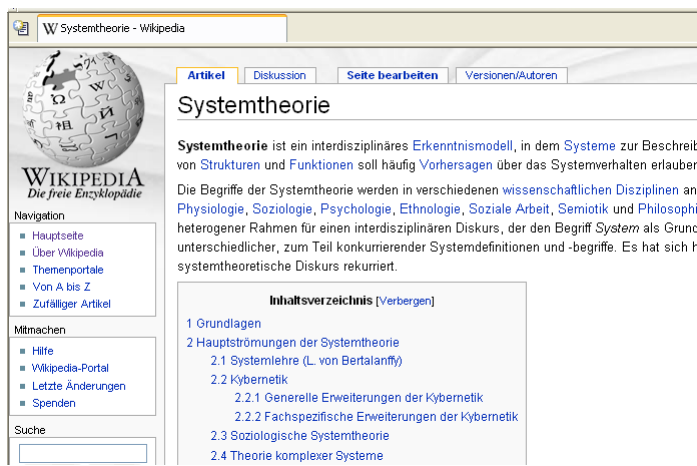 Systemtheorie - Wikipedia
Artikel Diskussion Seite bearbeiten Versionen/Autoren
Systemtheorie
Systemtheorie ist ein interdisziplinäres Erkenntnismodell, in dem Systeme zur Beschreib
von Strukturen und Funktionen soll häufig Vorhersagen über das Systemverhalten erlauben
Die Begriffe der Systemtheorie werden in verschiedenen wissenschaftlichen Disziplinen an
Physiologie, Soziologie, Psychologie, Ethnologie, Soziale Arbeit, Semiotik und Philosophi
heterogener Rahmen für einen interdisziplinären Diskurs, der den Begriff System als Grund
unterschiedlicher, zum Teil konkurrierender Systemdefinitionen und -begriffe. Es hat sich h
systemtheoretische Diskurs rekurriert.
Inhaltsverzeichnis [Verbergen]
1 Grundlagen
2 Hauptströmungen der Systemtheorie
2.1 Systemlehre (L. von Bertalanffy)
2.2 Kybernetik
2.2.1 Generelle Erweiterungen der Kybernetik
2.2.2 Fachspezifische Erweiterungen der Kybernetik
2.3 Soziologische Systemtheorie
2.4 Theorie komplexer Systeme
WIKIPEDIA
Die freie Enzyklopädie
Navigation
Hauptseite
Über Wikipedia
Themenportale
Von A bis Z
Zufälliger Artikel
Mitmachen
Hilfe
Wikipedia-Portal
Letzte Änderungen
Spenden
Suche